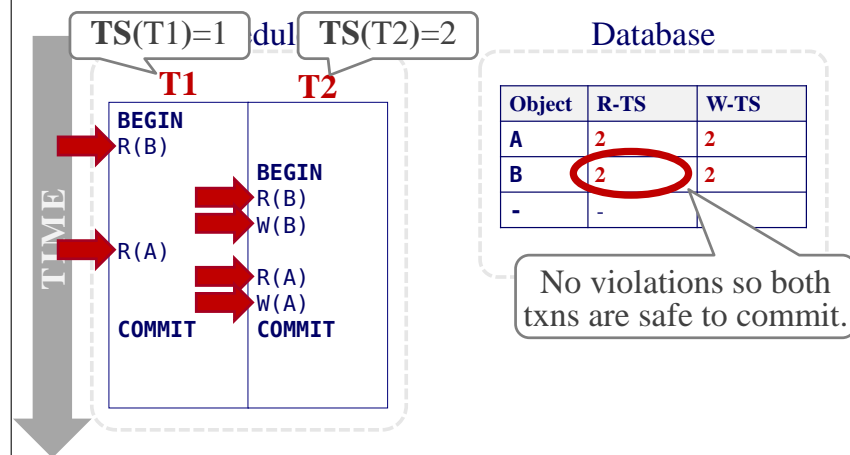 TS(T1)=1
edul
TS(T2)=2
Database
T1
T2
TIME
BEGIN
R(B)
BEGIN
R(B)
W(B)
R(A)
R(A)
W(A)
COMMIT
COMMIT
Object R-TS W-TS
A 2 2
B 2 2
- -
No violations so both
txns are safe to commit.